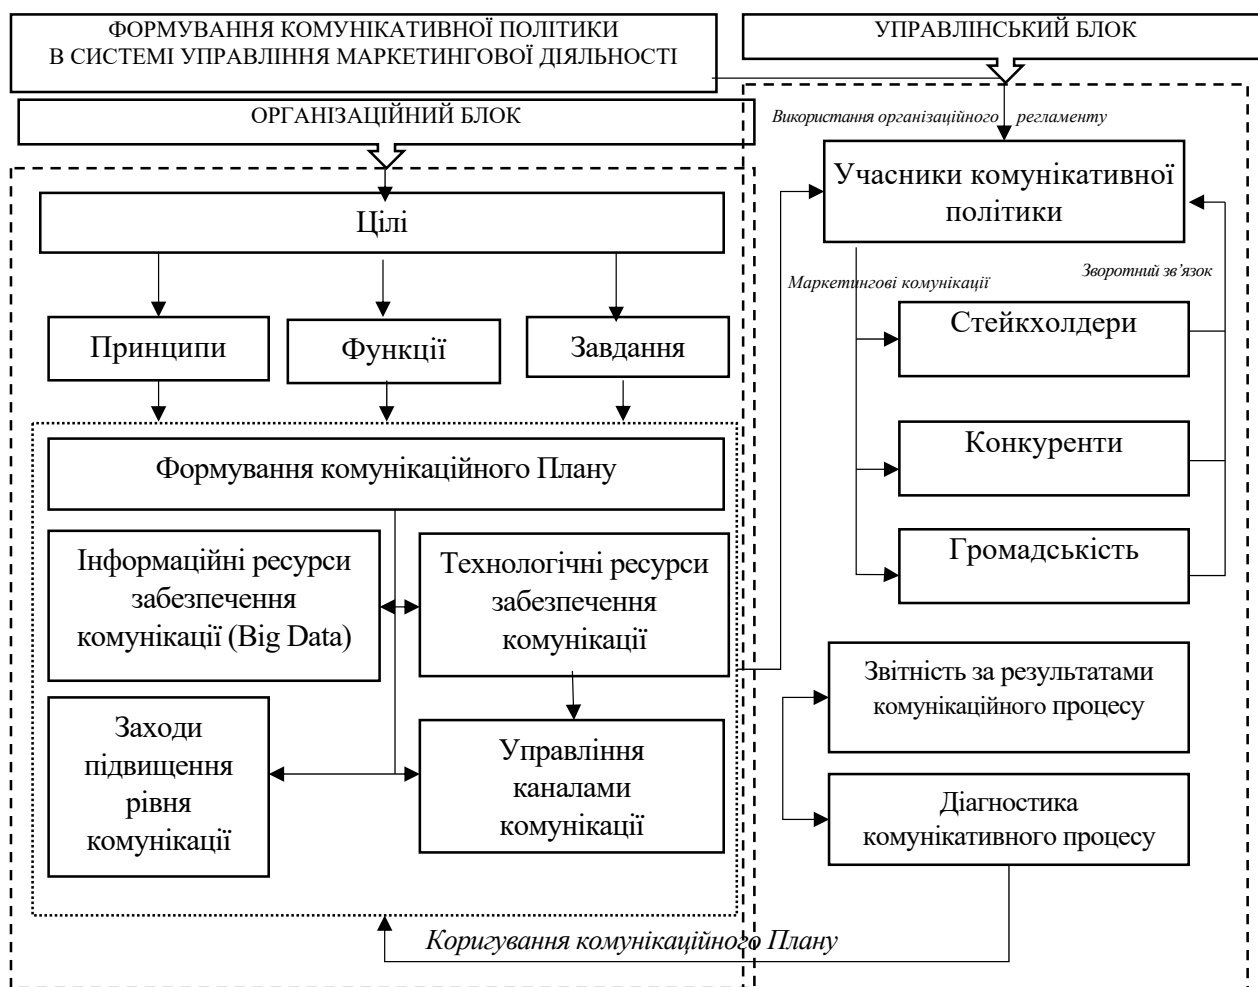 ФОРМУВАННЯ КОМУНІКАТИВНОЇ ПОЛІТИКИ
В СИСТЕМІ УПРАВЛІННЯ МАРКЕТИНГОВОЇ ДІЯЛЬНОСТІ
УПРАВЛІНСЬКИЙ БЛОК
ОРГАНІЗАЦІЙНИЙ БЛОК
Використання організаційного регламенту
Цілі
Принципи
Функції
Завдання
Формування комунікаційного Плану
Інформаційні ресурси
забезпечення
комунікації (Big Data)
Технологічні ресурси
забезпечення
комунікації
Заходи
підвищення
рівня
комунікації
Управління
каналами
комунікації
Учасники комунікативної
політики
Маркетингові комунікації
Зворотний зв’язок
Стейкхолдери
Конкуренти
Громадськість
Звітність за результатами
комунікаційного процесу
Діагностика
комунікативного процесу
Коригування комунікаційного Плану